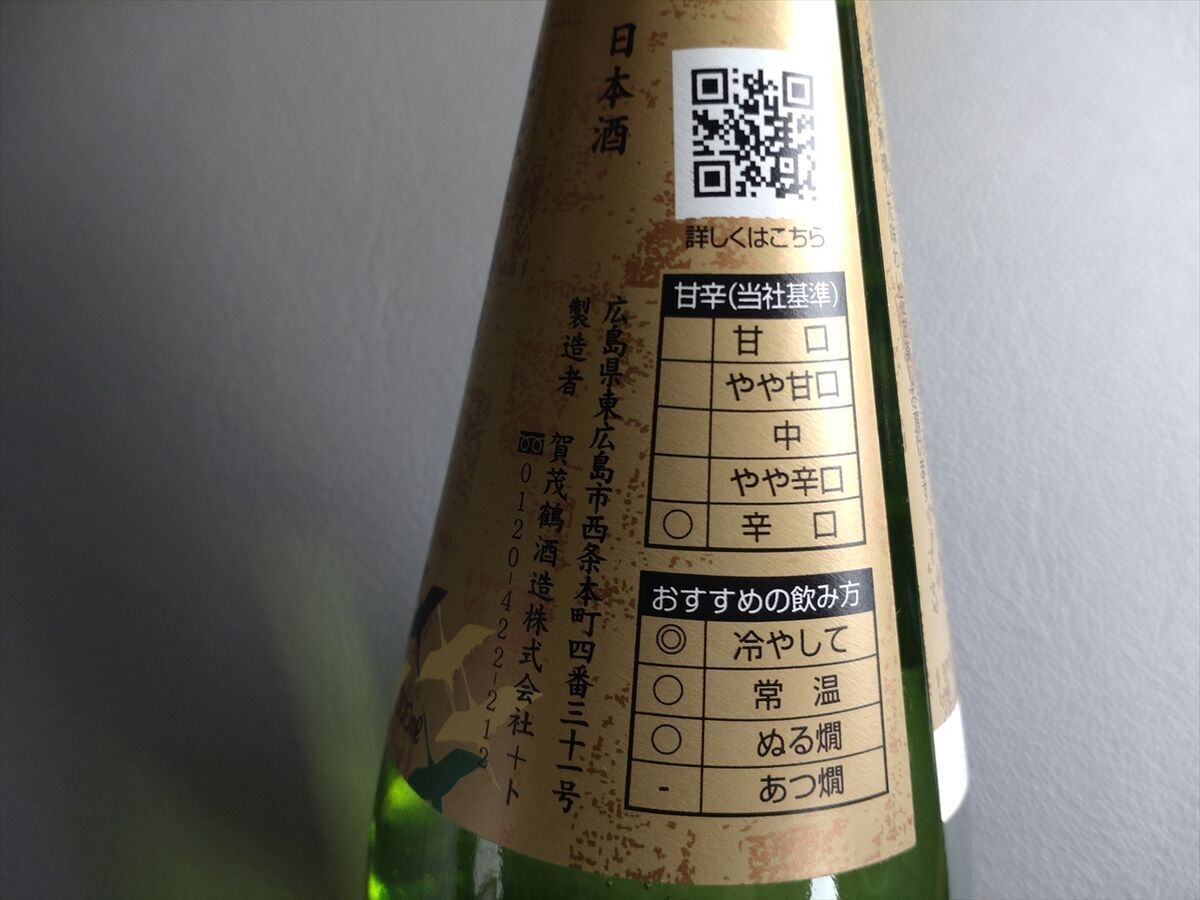 日本酒
詳しくはこちら
甘辛(当社基準)
甘 口
やや甘口
中
やや辛口
○ 辛 口
おすすめの飲み方
◎ 冷やして
○ 常 温
○ ぬる燗
- あつ燗
広島県東広島市西条本町四番三十一号
製造者 賀茂鶴酒造株式会社+ト
0120-422-212